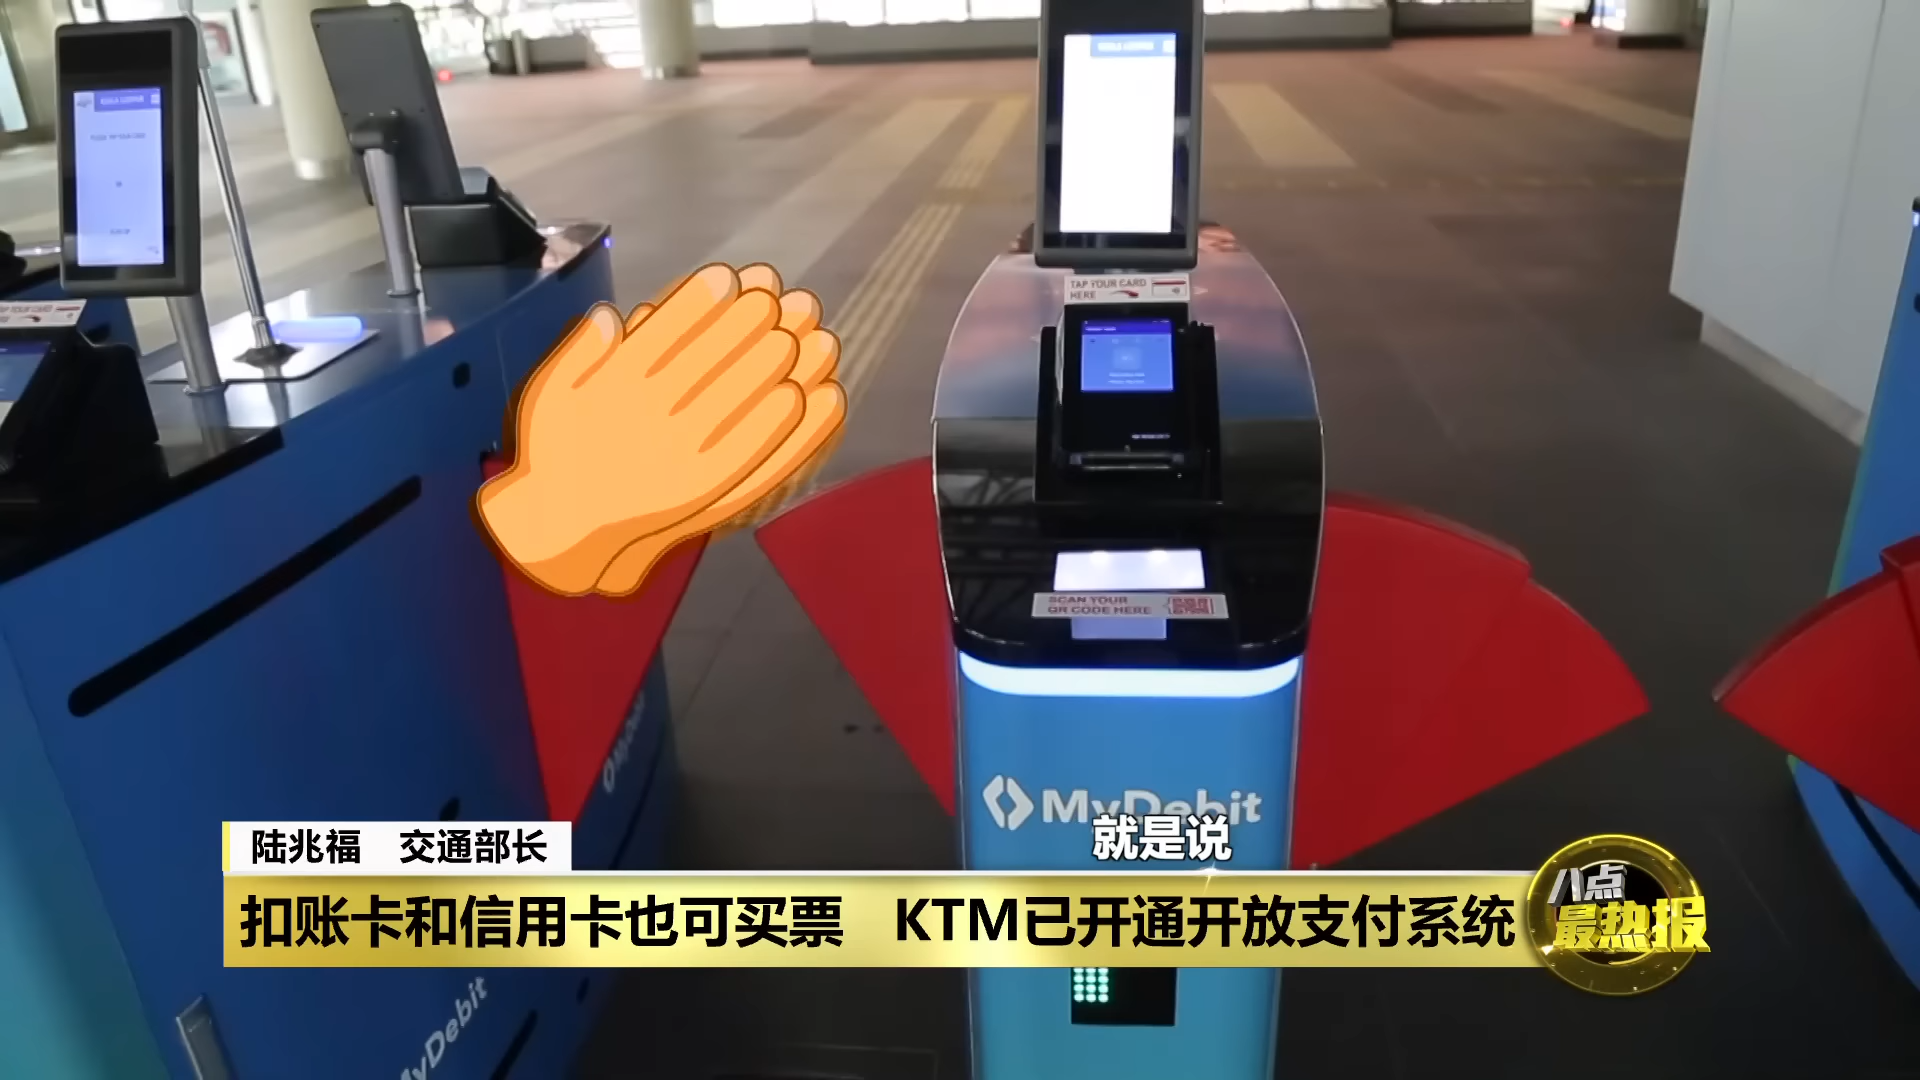 TAP YOUR CARD
HERE
SCAN YOUR
QR CODE HERE
MyDebit
就是说
陆兆福 交通部长
扣账卡和信用卡也可买票 KTM已开通开放支付系统
八点
最热报
MyDebit
MyDebit